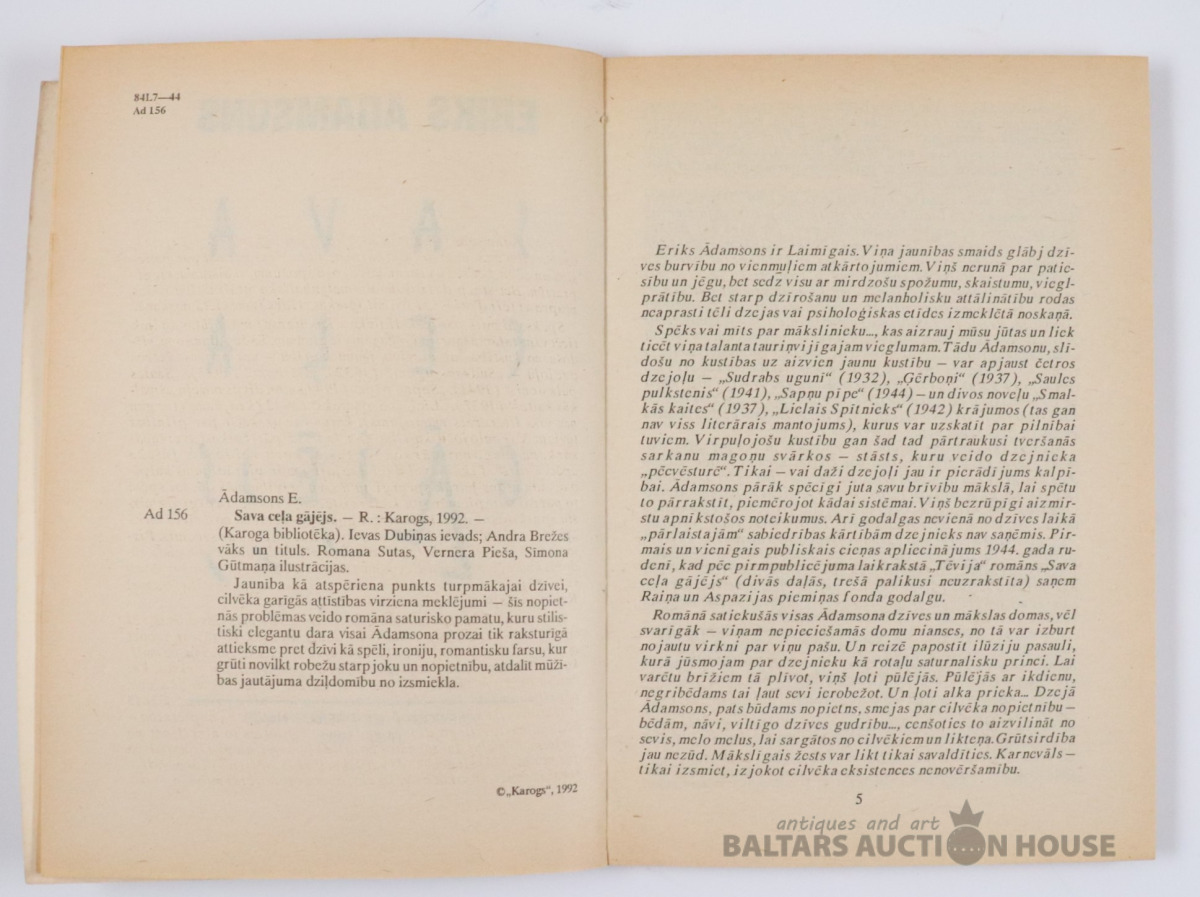 84L7—44
Ad 156
Ādamsons E.
Ad 156
Sava ceļa gājējs. — R. : Karogs, 1992. —
(Karoga bibliotēka). Ievas Dubiņas ievads; Andra Brežes
vāks un tituls. Romana Sutas, Vernera Pieša, Sīmona
Gūtmaņa ilustrācijas.
Jaunība kā atspēriena punkts turpmākajai dzīvei,
cilvēka garīgās attīstības virziena meklējumi — šīs nopiet-
nās problēmas veido romāna saturisko pamatu, kuru stilis-
tiski elegantu dara visai Ādamsona prozai tik raksturīgā
attieksme pret dzīvi kā spēli, ironiju, romantisku farsu, kur
grūti novilkt robežu starp joku un nopietnību, atdalīt mūžī-
bas jautājuma dziļdomību no izsmiekla.
©„Karogs“, 1992
Eriks Ādamsons ir Laimīgais. Viņa jaunības smaids glābj dzī-
ves burvību no vienmuļiem atkārtojumiem. Viņš nerunā par patie-
sību un jēgu, bet sedz visu ar mirdzošu spožumu, skaistumu, viegl-
prātību. Bet starp dzīrošanu un melanholisku attālinātību rodas
neaprasti tēli dzejas vai psiholoģiskas etīdes izmeklētā noskaņā.
Spēks vai mīts par mākslinieku..., kas aizrauj mūsu jūtas un liek
ticēt viņa talanta tauriņvijīgajam vieglumam. Tādu Ādamsonu, slī-
došu no kustības uz aizvien jaunu kustību — var apjaust četros
dzejoļu — „Sudrabs ugunī“ (1932), „Ģērboņi“ (1937), „Saules
pulkstenis“ (1941), „Sapņu pīpe“ (1944) — un divos noveļu „Smal-
kās kaites“ (1937), „Lielais Spītnieks“ (1942) krājumos (tas gan
nav viss literārais mantojums), kurus var uzskatīt par pilnībai
tuviem. Virpuļojošu kustību gan šad tad pārtraukusi tveršanās
sarkanu magoņu svārkos — stāsts, kuru veido dzejnieka
„pēcvēsture“. Tikai — vai daži dzejoļi jau ir pierādījums kalpī-
bai. Ādamsons pārāk spēcīgi juta savu brīvību mākslā, lai spētu
to pārrakstīt, piemērojot kādai sistēmai. Viņš bezrūpīgi aizmir-
stu apnikstošos noteikumus. Arī godalgas nevienā no dzīves laikā
„pārlaistajām“ sabiedrības kārtībām dzejnieks nav saņēmis. Pir-
mais un vienīgais publiskais cieņas apliecinājums 1944. gada ru-
denī, kad pēc pirmpublicējuma laikrakstā „Tēvija“ romāns „Sava
ceļa gājējs“ (divās daļās, trešā palikusi neuzrakstīta) saņem
Raiņa un Aspazijas piemiņas fonda godalgu.
Romānā satiekušās visas Ādamsona dzīves un mākslas domas, vēl
svarīgāk — viņam nepieciešamās domu nianses, no tā var izburt
nojautu virkni par viņu pašu. Un reizē papostīt ilūziju pasauli,
kurā jūsmojam par dzejnieku kā rotaļu saturnalisku princi. Lai
varētu brīžiem tā plīvot, viņš ļoti pūlējās. Pūlējās ar ikdienu,
negribēdams tai ļaut sevi ierobežot. Un ļoti alka prieka... Dzejā
Ādamsons, pats būdams nopietns, smejas par cilvēka nopietnību —
bēdām, nāvi, viltīgo dzīves gudrību..., cenšoties to aizvilināt no
sevis, melo melus, lai sargātos no cilvēkiem un likteņa. Grūtsirdība
jau nezūd. Mākslīgais žests var likt tikai savaldīties. Karnevāls —
tikai izsmiet, izjokot cilvēka eksistences nenovēršamību.
5
antiques and art
BALTARS AUCTION HOUSE